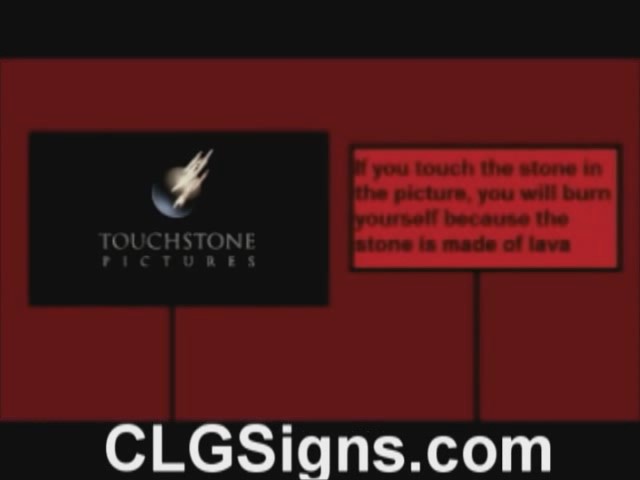 TOUCHSTONE
PICTURES
If you touch the stone in
the picture, you will burn
yourself because the
stone is made of lava
CLGSigns.com